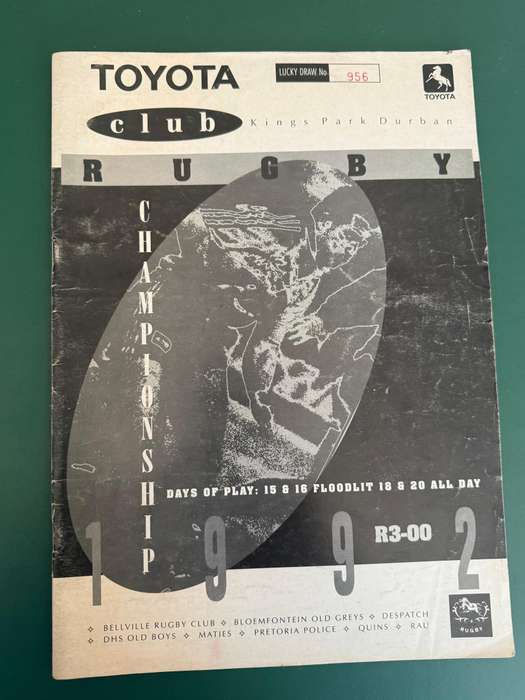 TOYOTA
LUCKY DRAW No. 956
TOYOTA
club Kings Park Durban
RUGBY
CHAMPIONSHIP
DAYS OF PLAY: 15 & 16 FLOODLIT 18 & 20 ALL DAY
R3-00
1992
❖ BELLVILLE RUGBY CLUB ❖ BLOEMFONTEIN OLD GREYS ❖ DESPATCH
❖ DHS OLD BOYS ❖ MATIES ❖ PRETORIA POLICE ❖ QUINS ❖ RAU
RUGBY